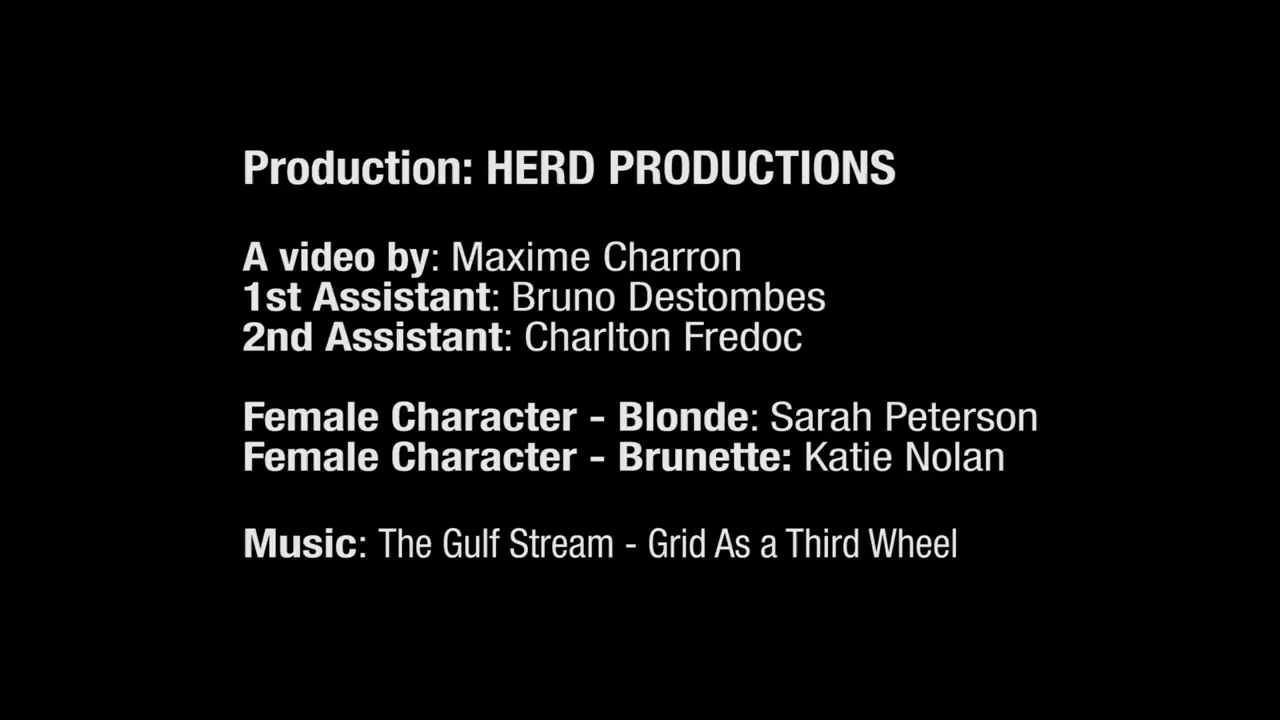 Production: HERD PRODUCTIONS
A video by: Maxime Charron
1st Assistant: Bruno Destombes
2nd Assistant: Charlton Fredoc
Female Character - Blonde: Sarah Peterson
Female Character - Brunette: Katie Nolan
Music: The Gulf Stream - Grid As a Third Wheel